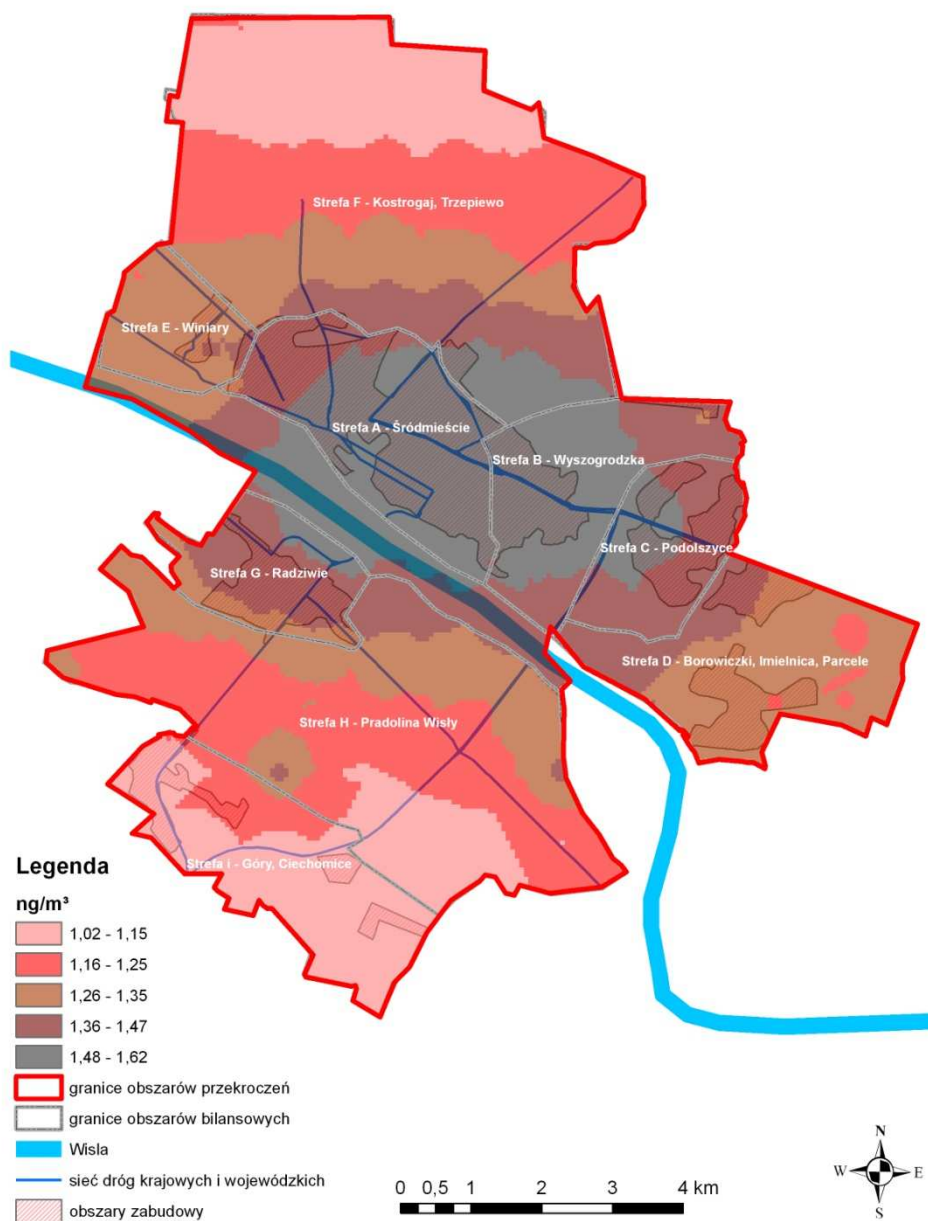 Strefa F - Kostrogaj, Trzepiewo
Strefa E - Winiary
Strefa A - Śródmieście
Strefa B - Wyszogrodzka
Strefa C - Podolszyce
Strefa G - Radziwie
Strefa D - Borowiczki, Imielnica, Parcele
Strefa H - Pradolina Wisły
Strefa i - Góry, Ciechomice
Legenda
ng/m³
1,02 - 1,15
1,16 - 1,25
1,26 - 1,35
1,36 - 1,47
1,48 - 1,62
granice obszarów przekroczeń
granice obszarów bilansowych
Wisla
sieć dróg krajowych i wojewódzkich
obszary zabudowy
0 0,5 1 2 3 4 km
N
W E
S